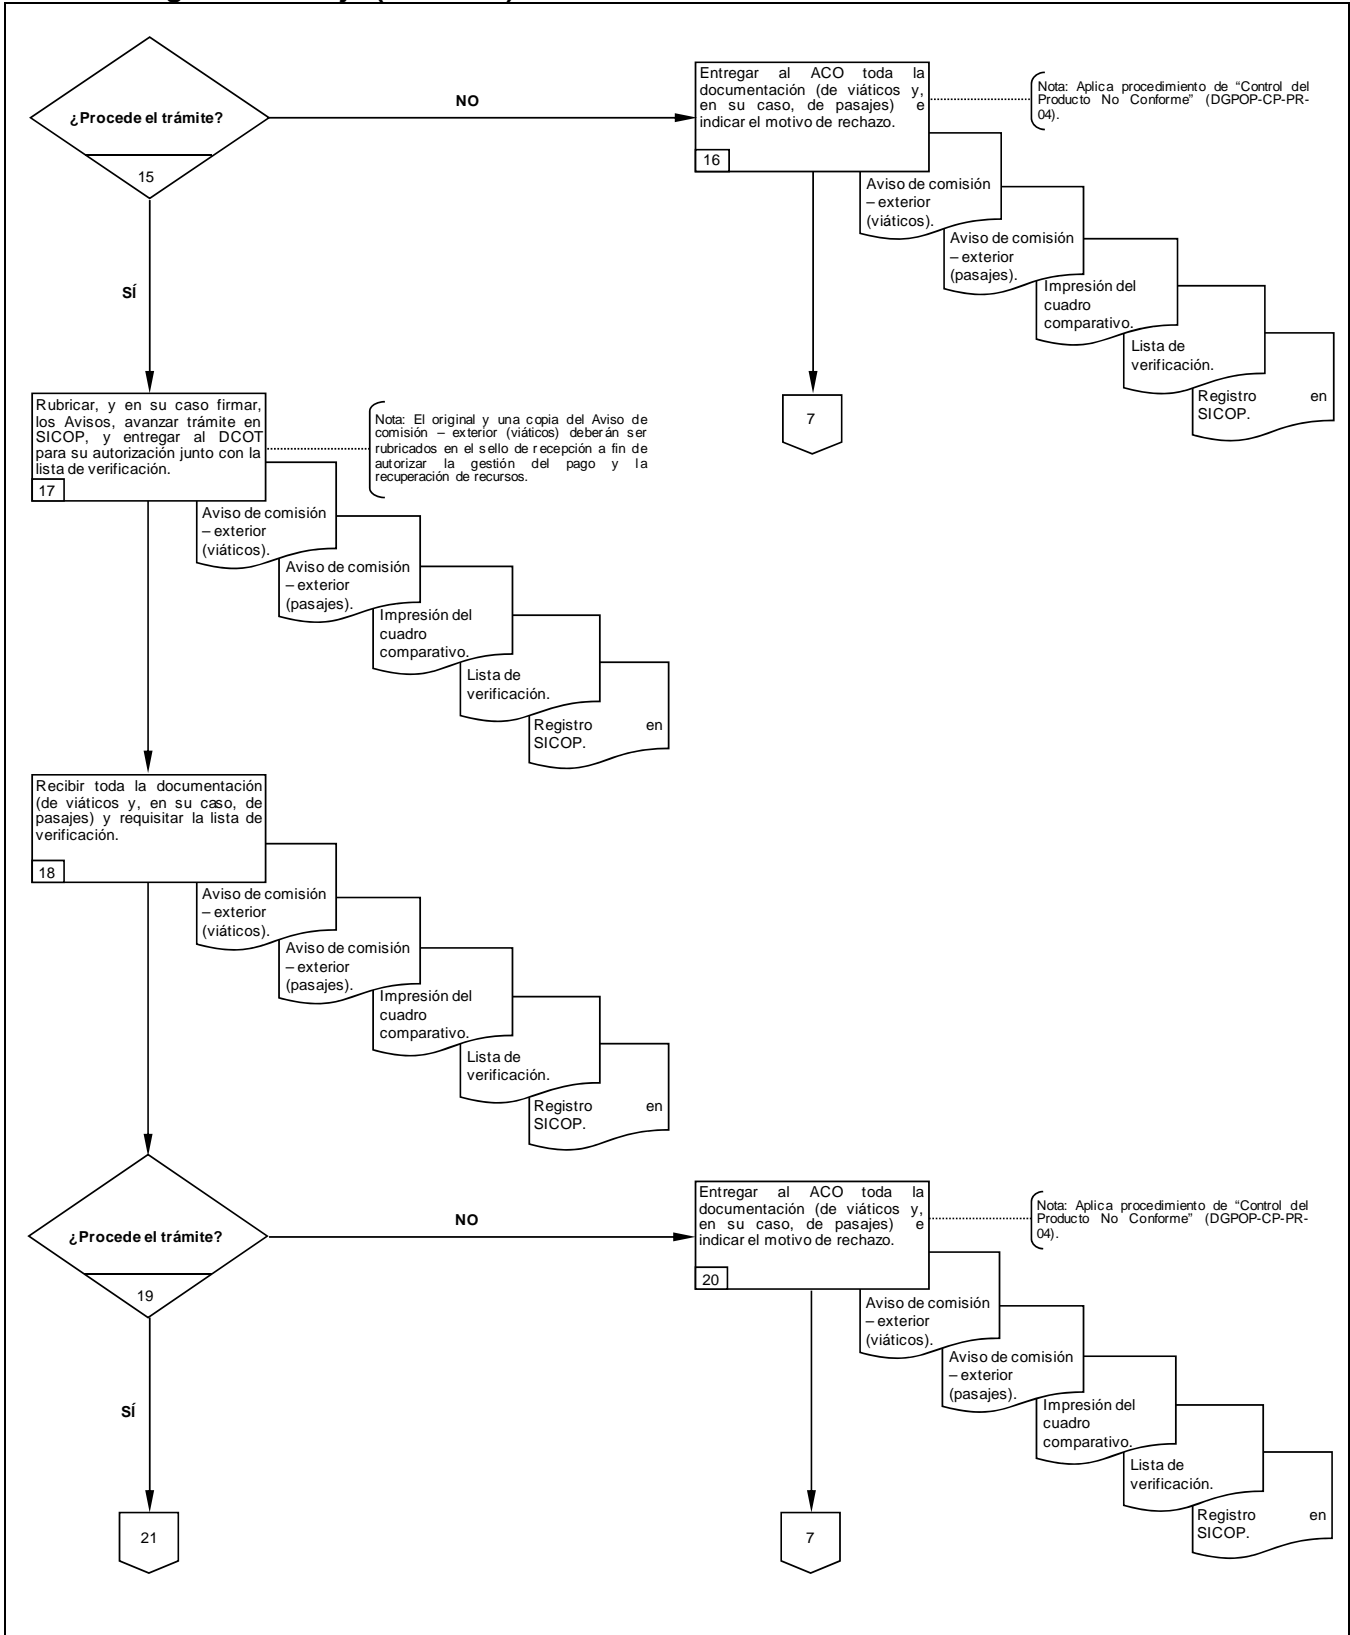 ¿Procede el trámite?
15
NO
SÍ
Entregar al ACO toda la
documentación (de viáticos y,
en su caso, de pasajes) e
indicar el motivo de rechazo.
16
Nota: Aplica procedimiento de “Control del
Producto No Conforme” (DGPOP-CP-PR-
04).
Aviso de comisión
– exterior
(viáticos).
Aviso de comisión
– exterior
(pasajes).
Impresión del
cuadro
comparativo.
Lista de
verificación.
Registro en
SICOP.
7
Rubricar, y en su caso firmar,
los Avisos, avanzar trámite en
SICOP, y entregar al DCOT
para su autorización junto con la
lista de verificación.
17
Nota: El original y una copia del Aviso de
comisión – exterior (viáticos) deberán ser
rubricados en el sello de recepción a fin de
autorizar la gestión del pago y la
recuperación de recursos.
Aviso de comisión
– exterior
(viáticos).
Aviso de comisión
– exterior
(pasajes).
Impresión del
cuadro
comparativo.
Lista de
verificación.
Registro en
SICOP.
Recibir toda la documentación
(de viáticos y, en su caso, de
pasajes) y requisitar la lista de
verificación.
18
Aviso de comisión
– exterior
(viáticos).
Aviso de comisión
– exterior
(pasajes).
Impresión del
cuadro
comparativo.
Lista de
verificación.
Registro en
SICOP.
¿Procede el trámite?
19
NO
SÍ
Entregar al ACO toda la
documentación (de viáticos y,
en su caso, de pasajes) e
indicar el motivo de rechazo.
20
Nota: Aplica procedimiento de “Control del
Producto No Conforme” (DGPOP-CP-PR-
04).
Aviso de comisión
– exterior
(viáticos).
Aviso de comisión
– exterior
(pasajes).
Impresión del
cuadro
comparativo.
Lista de
verificación.
Registro en
SICOP.
21
7